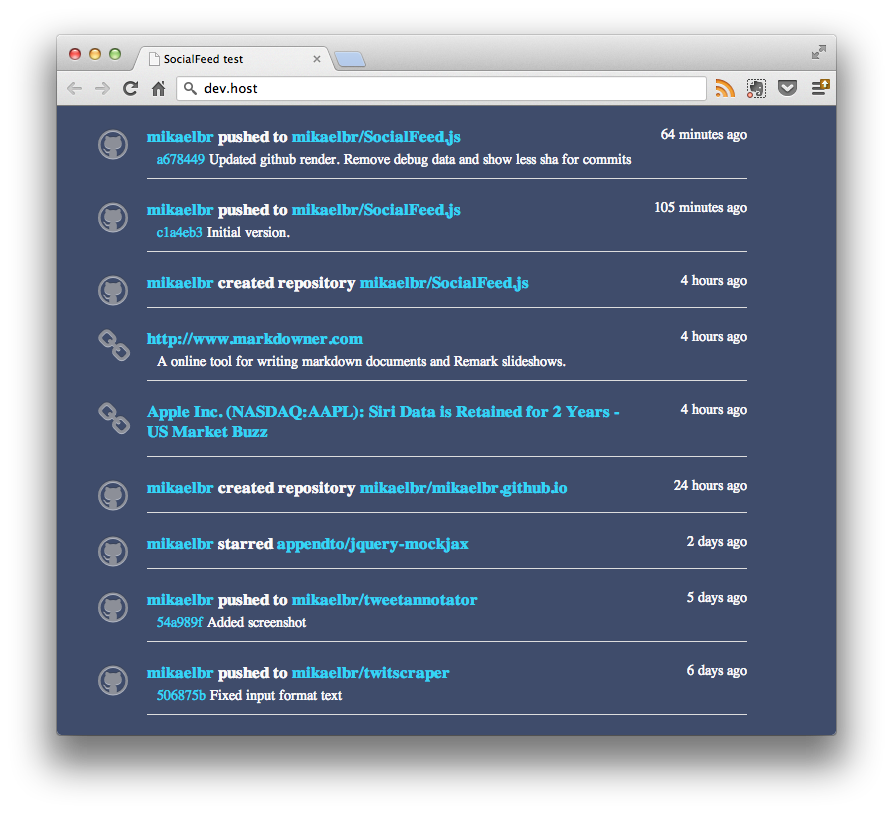 SocialFeed test
dev.host
mikaelbr pushed to mikaelbr/SocialFeed.js 64 minutes ago
a678449 Updated github render. Remove debug data and show less sha for commits
mikaelbr pushed to mikaelbr/SocialFeed.js 105 minutes ago
c1a4eb3 Initial version.
mikaelbr created repository mikaelbr/SocialFeed.js 4 hours ago
http://www.markdowner.com 4 hours ago
A online tool for writing markdown documents and Remark slideshows.
Apple Inc. (NASDAQ:AAPL): Siri Data is Retained for 2 Years - 4 hours ago
US Market Buzz
mikaelbr created repository mikaelbr/mikaelbr.github.io 24 hours ago
mikaelbr starred appendto/jquery-mockjax 2 days ago
mikaelbr pushed to mikaelbr/tweetannotator 5 days ago
54a989f Added screenshot
mikaelbr pushed to mikaelbr/twitscraper 6 days ago
506875b Fixed input format text